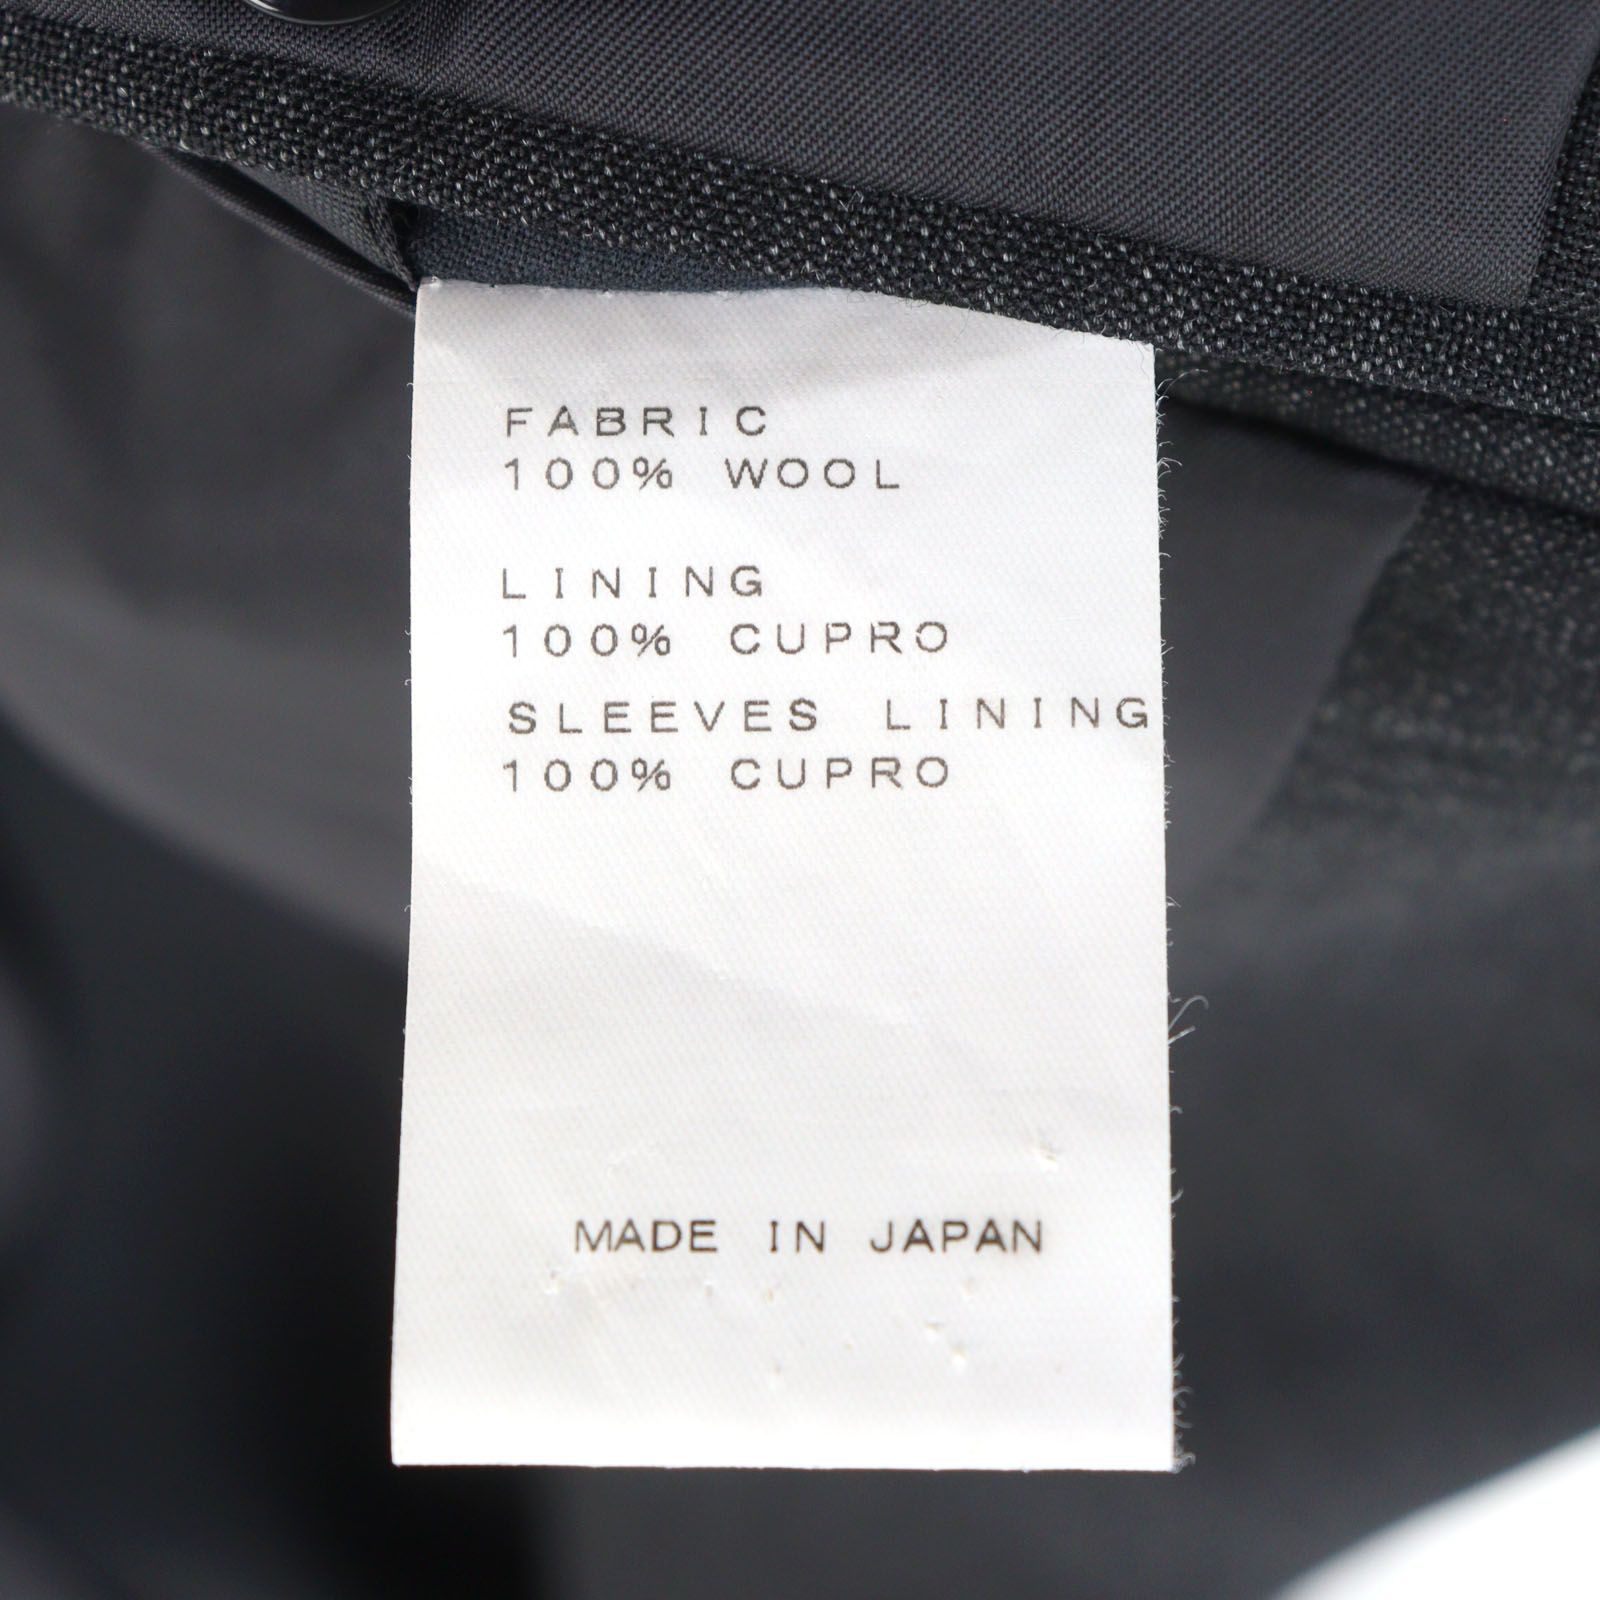 FABRIC
100% WOOL
LINING
100% CUPRO
SLEEVES LINING
100% CUPRO
MADE IN JAPAN